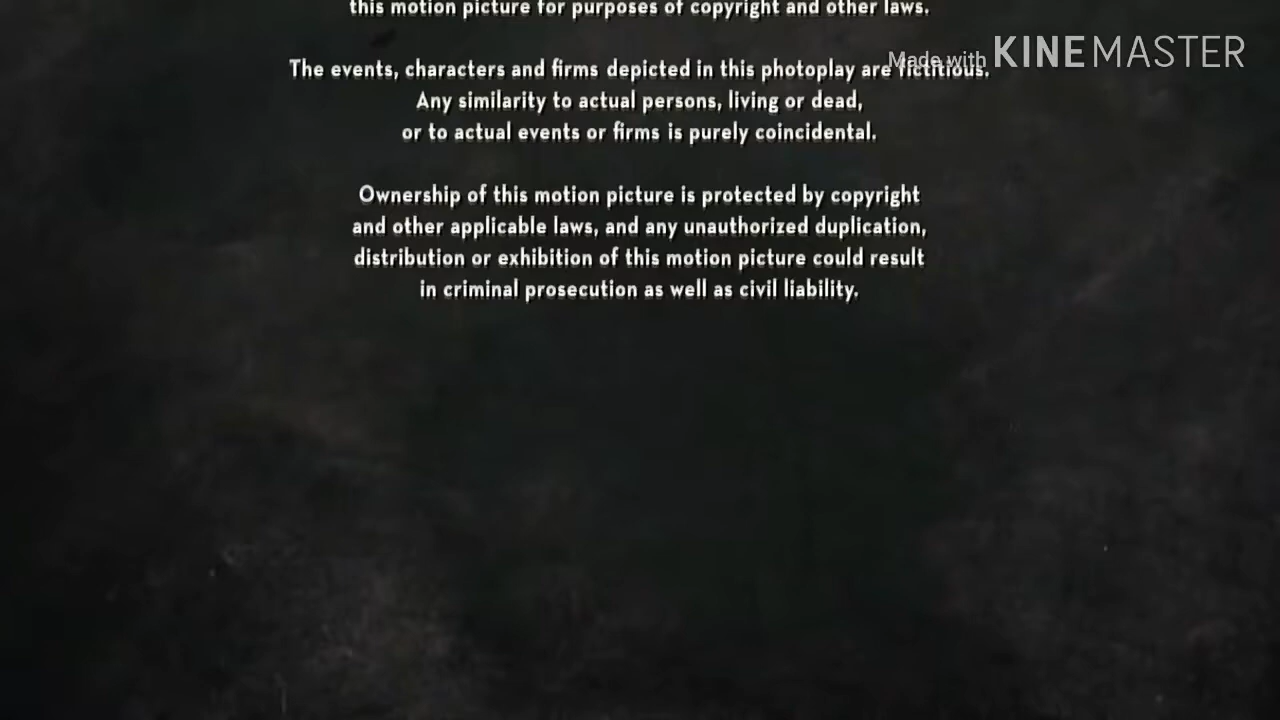 this motion picture for purposes of copyright and other laws.
Made with KINEMASTER
The events, characters and firms depicted in this photoplay are fictitious.
Any similarity to actual persons, living or dead,
or to actual events or firms is purely coincidental.
Ownership of this motion picture is protected by copyright
and other applicable laws, and any unauthorized duplication,
distribution or exhibition of this motion picture could result
in criminal prosecution as well as civil liability.